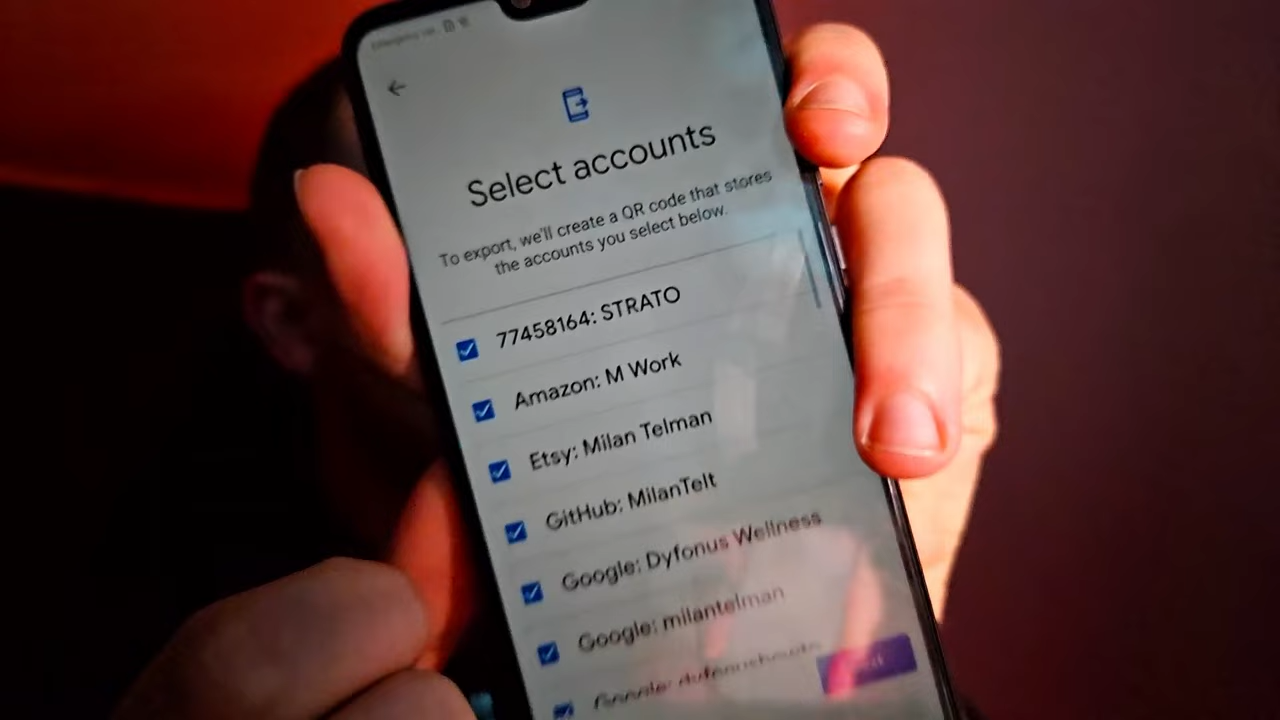 Select accounts
To export, we'll create a QR code that stores
the accounts you select below.
77458164: STRATO
Amazon: M Work
Etsy: Milan Telman
GitHub: MilanTelt
Google: Dyfonus Wellness
Google: milantelman
Google: